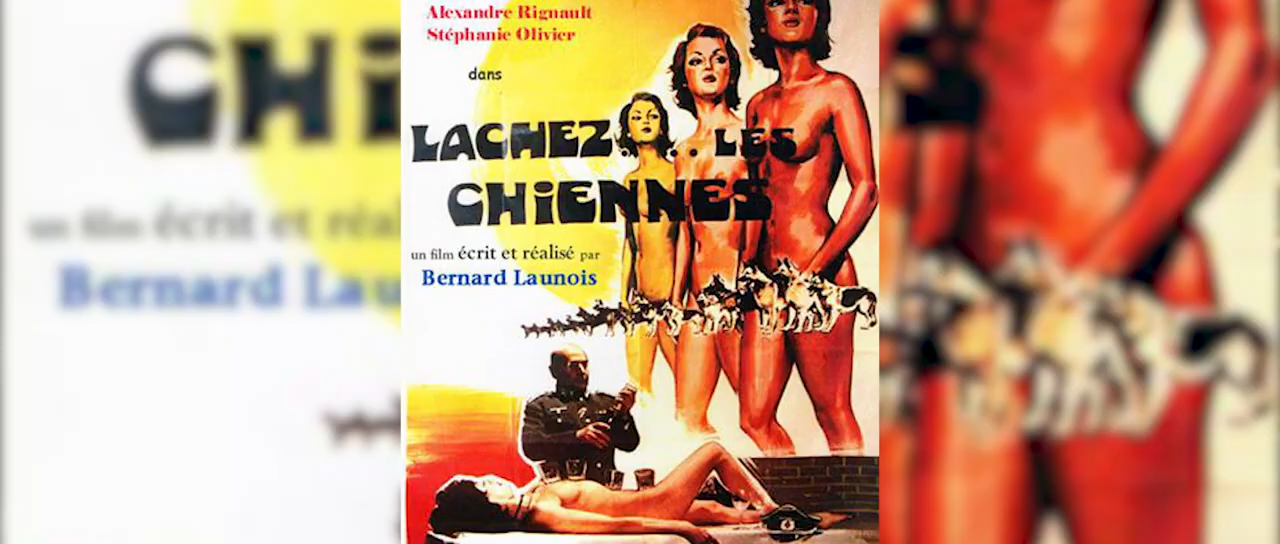 Alexandre Rignault
Stéphanie Olivier
dans
LACHEZ... LES
CHiENNES
un film écrit et réalisé par
Bernard Launois